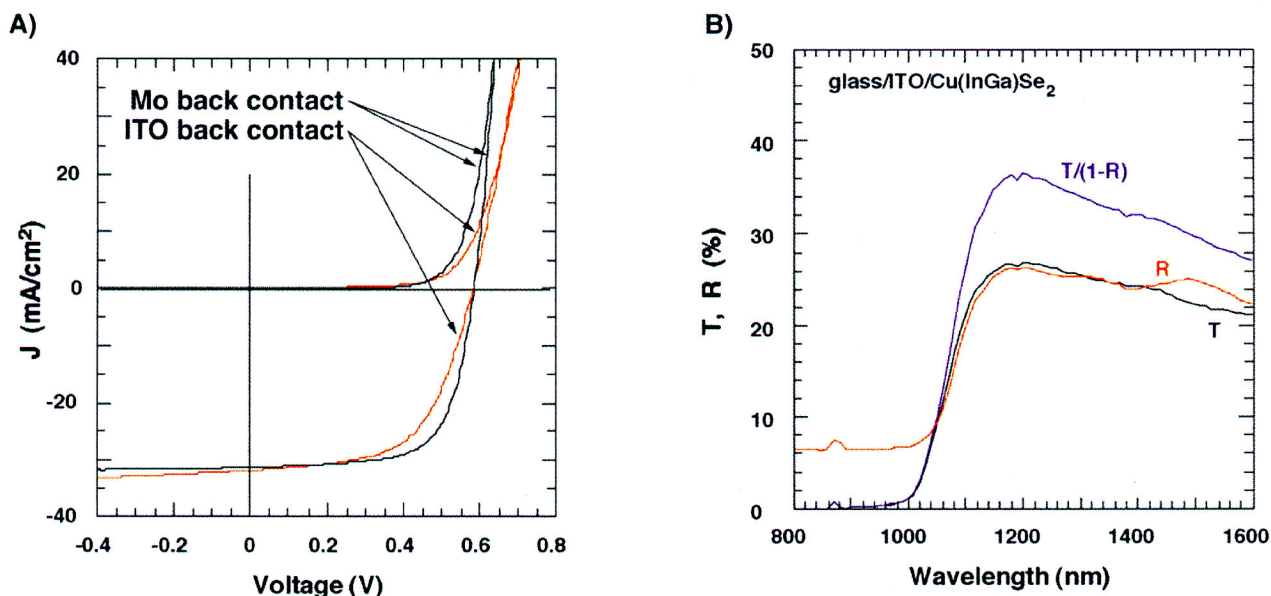 A)
40
20
0
-20
-40
J (mA/cm²)
Mo back contact
ITO back contact
-0.4
-0.2
0
0.2
0.4
0.6
0.8
Voltage (V)
B)
50
40
30
20
10
0
T, R (%)
glass/ITO/Cu(InGa)Se₂
T/(1-R)
R
T
800
1000
1200
1400
1600
Wavelength (nm)